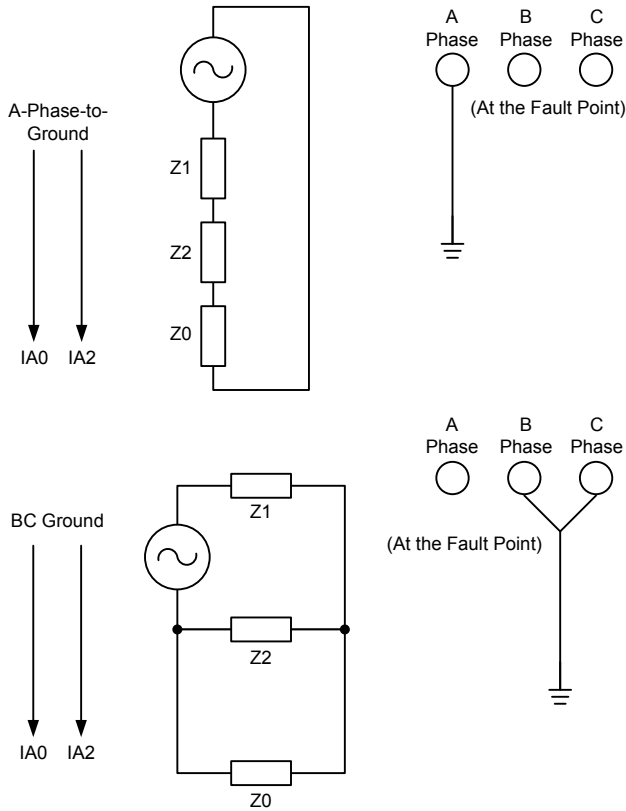 A B C
Phase Phase Phase
(At the Fault Point)
A-Phase-to-
Ground
Z1
Z2
Z0
IA0 IA2
A B C
Phase Phase Phase
Z1
BC Ground
(At the Fault Point)
Z2
IA0 IA2
Z0